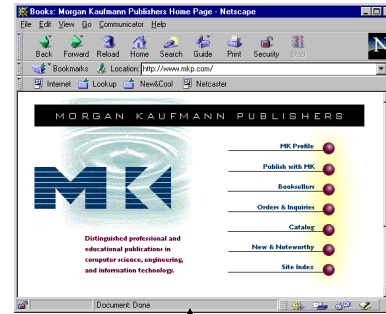 Books: Morgan Kaufmann Publishers Home Page - Netscape
File Edit View Go Communicator Help
Back Forward Reload Home Search Guide Print Security Stop
Bookmarks Location: http://www.mkp.com/
Internet Lookup New&Cool Netcaster
MORGAN KAUFMANN PUBLISHERS
MK Profile
Publish with MK
Booksellers
Orders & Inquiries
Catalog
New & Noteworthy
Site Index
MK
Distinguished professional and
educational publications in
computer science, engineering,
and information technology.
Document: Done